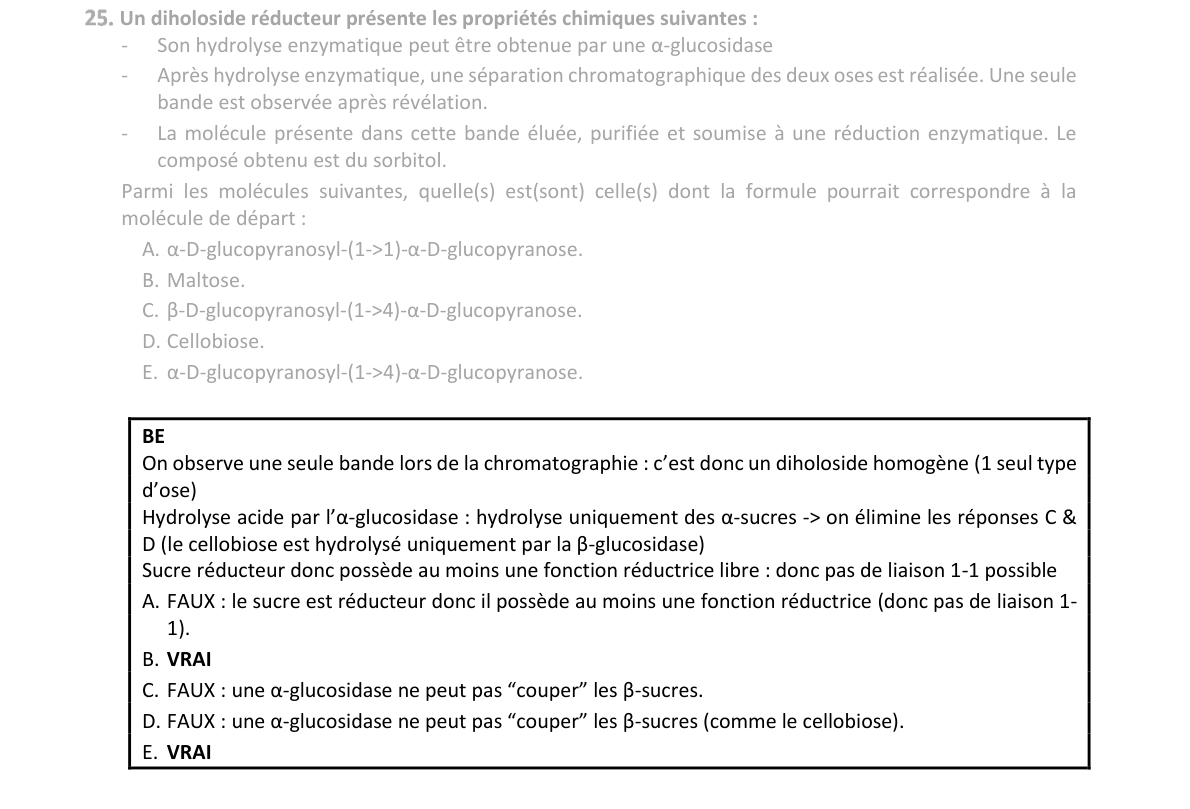 25. Un diholoside réducteur présente les propriétés chimiques suivantes :
- Son hydrolyse enzymatique peut être obtenue par une α-glucosidase
- Après hydrolyse enzymatique, une séparation chromatographique des deux oses est réalisée. Une seule
bande est observée après révélation.
- La molécule présente dans cette bande éluée, purifiée et soumise à une réduction enzymatique. Le
composé obtenu est du sorbitol.
Parmi les molécules suivantes, quelle(s) est(sont) celle(s) dont la formule pourrait correspondre à la
molécule de départ :
A. α-D-glucopyranosyl-(1->1)-α-D-glucopyranose.
B. Maltose.
C. β-D-glucopyranosyl-(1->4)-α-D-glucopyranose.
D. Cellobiose.
E. α-D-glucopyranosyl-(1->4)-α-D-glucopyranose.
BE
On observe une seule bande lors de la chromatographie : c’est donc un diholoside homogène (1 seul type
d’ose)
Hydrolyse acide par l’α-glucosidase : hydrolyse uniquement des α-sucres -> on élimine les réponses C &
D (le cellobiose est hydrolysé uniquement par la β-glucosidase)
Sucre réducteur donc possède au moins une fonction réductrice libre : donc pas de liaison 1-1 possible
A. FAUX : le sucre est réducteur donc il possède au moins une fonction réductrice (donc pas de liaison 1-
1).
B. VRAI
C. FAUX : une α-glucosidase ne peut pas “couper” les β-sucres.
D. FAUX : une α-glucosidase ne peut pas “couper” les β-sucres (comme le cellobiose).
E. VRAI